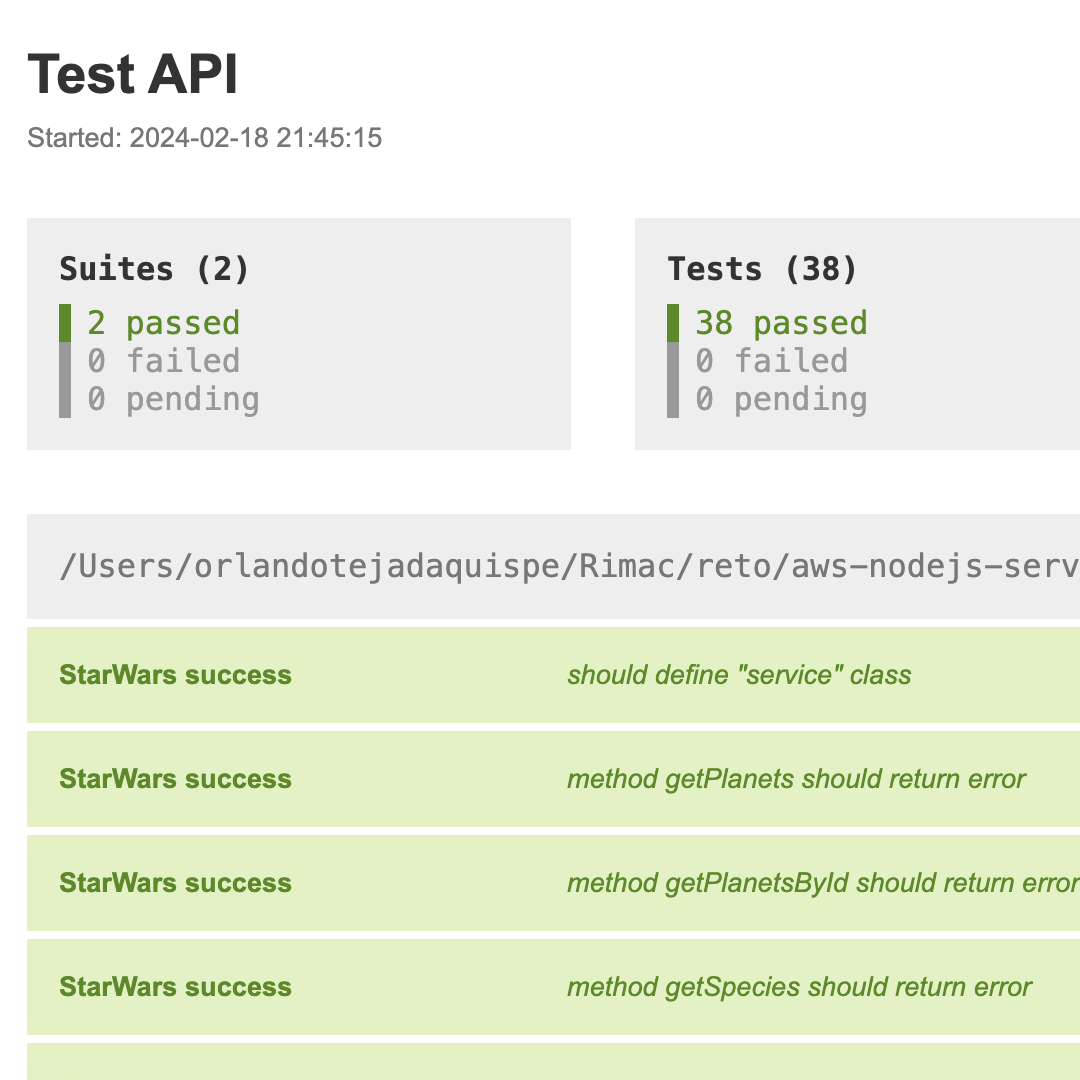 Test API
Started: 2024-02-18 21:45:15
Suites (2)
2 passed
0 failed
0 pending
Tests (38)
38 passed
0 failed
0 pending
/Users/orlandotejadaquispe/Rimac/reto/aws-nodejs-serv
StarWars success should define "service" class
StarWars success method getPlanets should return error
StarWars success method getPlanetsById should return error
StarWars success method getSpecies should return error